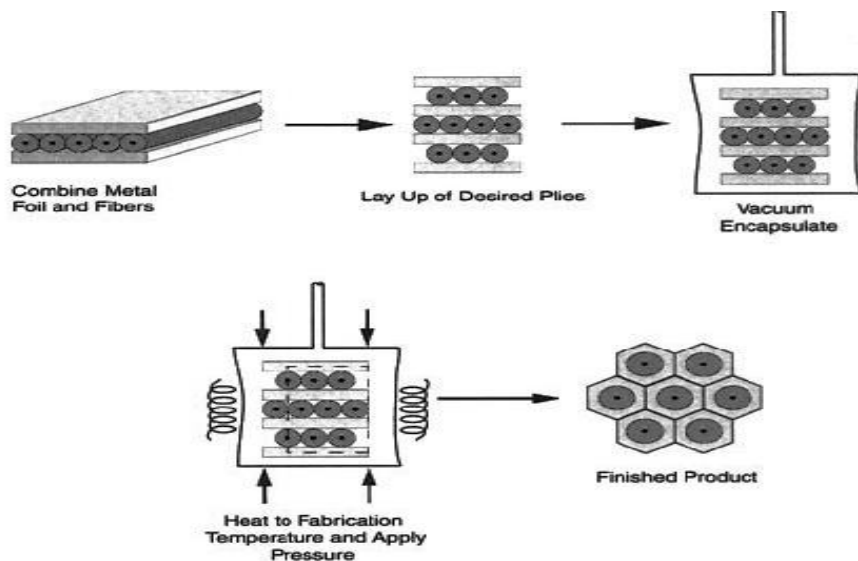 Combine Metal
Foil and Fibers
Lay Up of Desired Plies
Vacuum
Encapsulate
Heat to Fabrication
Temperature and Apply
Pressure
Finished Product